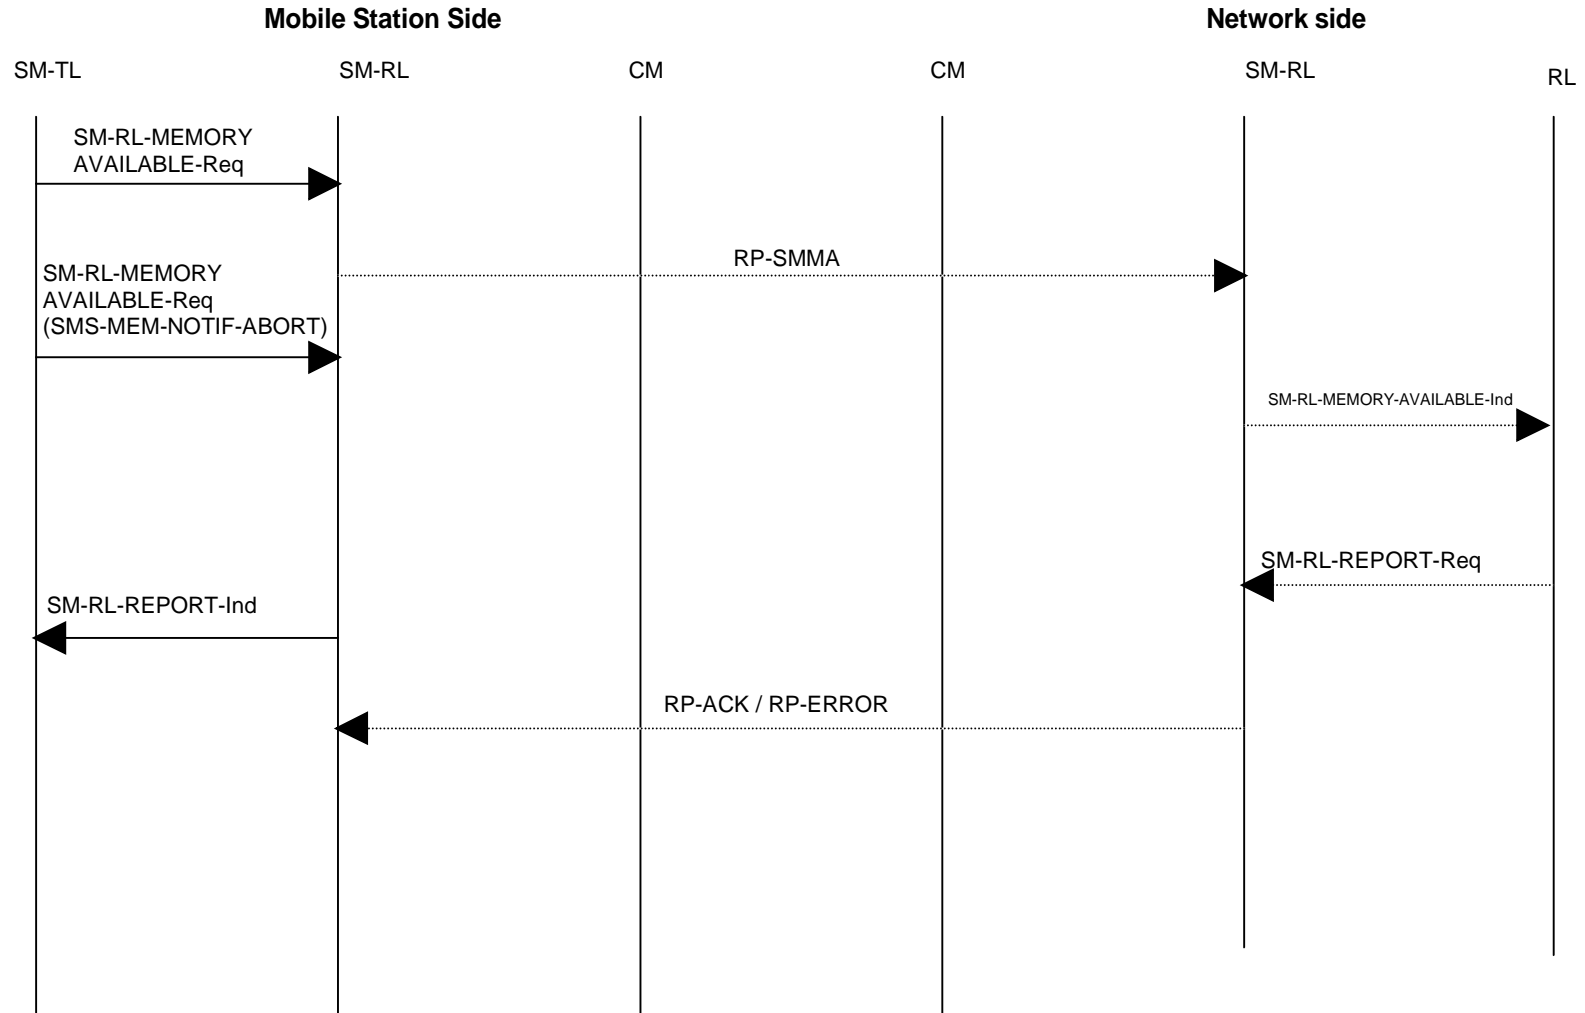 Mobile Station Side
Network side
SM-TL
SM-RL
CM
CM
SM-RL
RL
SM-RL-MEMORY
AVAILABLE-Req
RP-SMMA
SM-RL-MEMORY
AVAILABLE-Req
(SMS-MEM-NOTIF-ABORT)
SM-RL-MEMORY-AVAILABLE-Ind
SM-RL-REPORT-Req
SM-RL-REPORT-Ind
RP-ACK / RP-ERROR